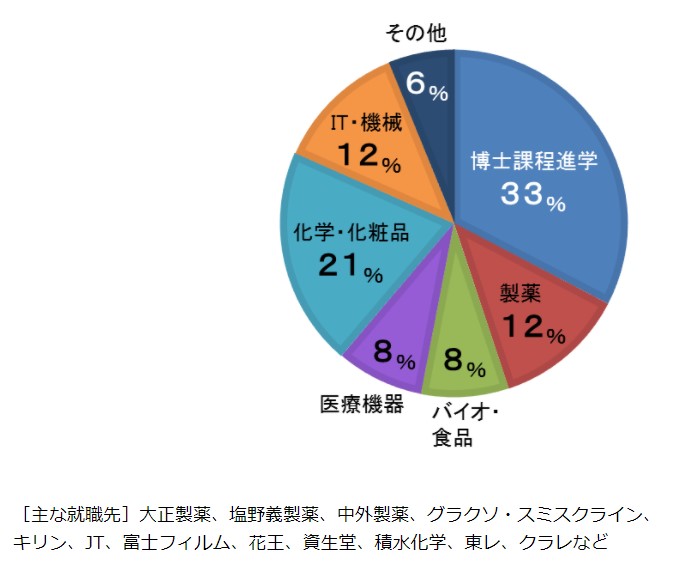 その他
6%
IT・機械
12%
博士課程進学
33%
化学・化粧品
21%
製薬
12%
8%
8%
医療機器
バイオ・
食品
［主な就職先］大正製薬、塩野義製薬、中外製薬、グラクソ・スミスクライン、
キリン、JT、富士フィルム、花王、資生堂、積水化学、東レ、クラレなど